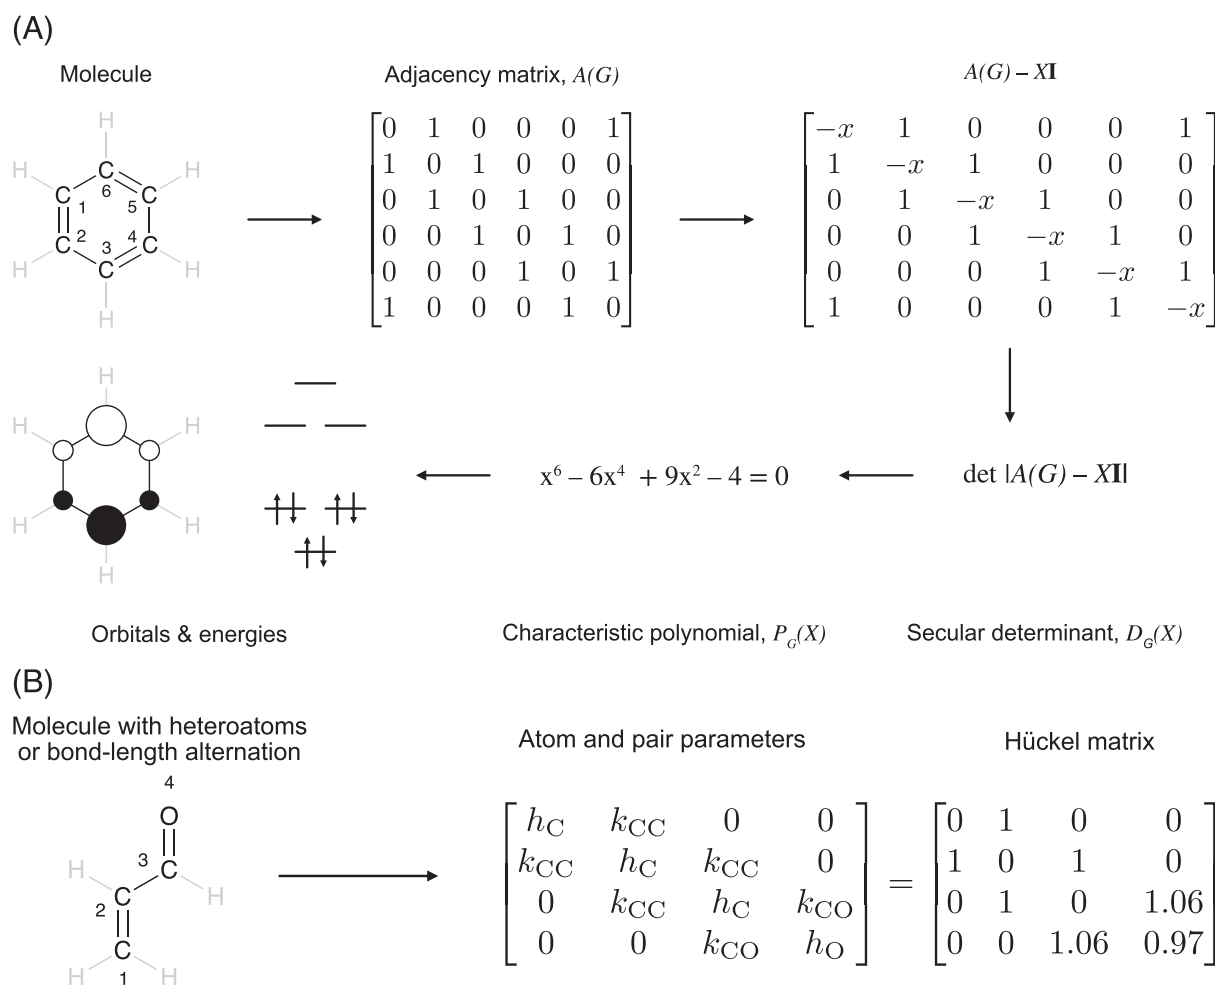 (A)
Molecule
Adjacency matrix, A(G)
A(G) – XI
H
H
H
C
C
C
C
C
C
1
2
3
4
5
6
H
H
H
0 1 0 0 0 1
1 0 1 0 0 0
0 1 0 1 0 0
0 0 1 0 1 0
0 0 0 1 0 1
1 0 0 0 1 0
−x 1 0 0 0 1
1 −x 1 0 0 0
0 1 −x 1 0 0
0 0 1 −x 1 0
0 0 0 1 −x 1
1 0 0 0 1 −x
H
H
H
H
H
H
x⁶ – 6x⁴ + 9x² – 4 = 0
det |A(G) – XI|
Orbitals & energies
Characteristic polynomial, P_G(X)
Secular determinant, D_G(X)
(B)
Molecule with heteroatoms
or bond-length alternation
Atom and pair parameters
Hückel matrix
4
O
3
C
H
H
C
2
C
H
1
H
h_C k_CC 0 0
k_CC h_C k_CC 0
0 k_CC h_C k_CO
0 0 k_CO h_O
=
0 1 0 0
1 0 1 0
0 1 0 1.06
0 0 1.06 0.97